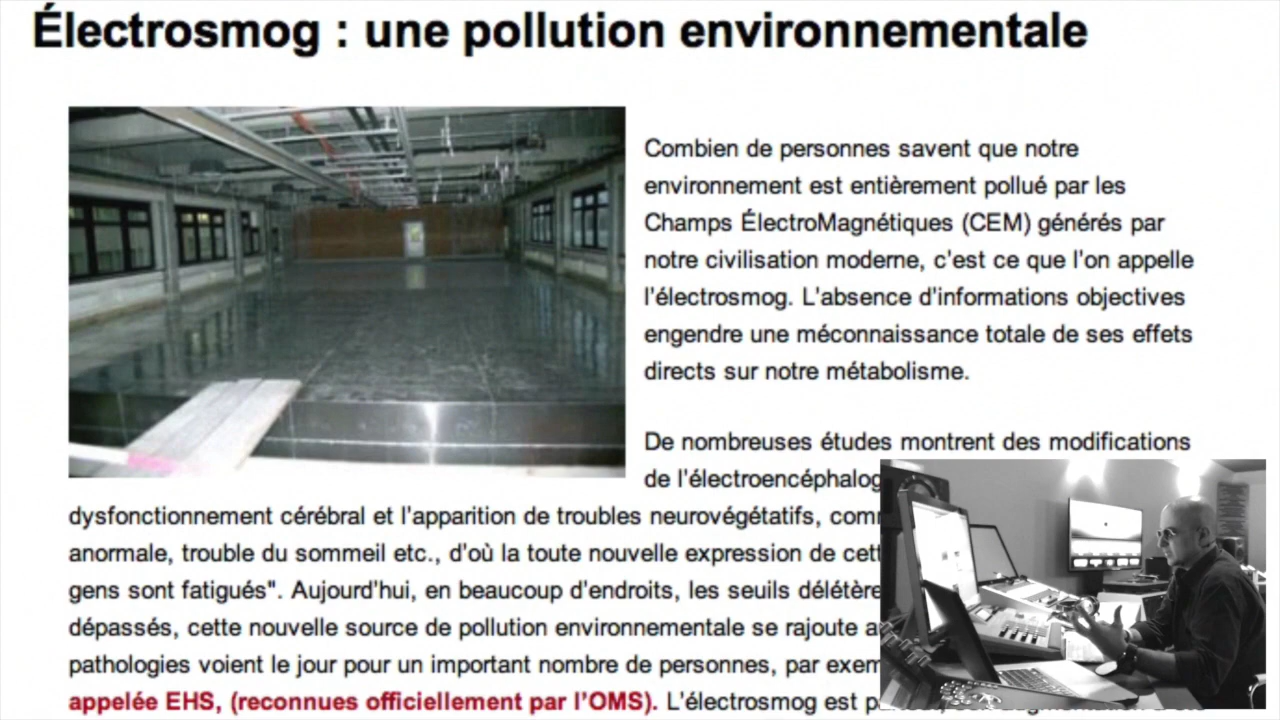 Électrosmog : une pollution environnementale
Combien de personnes savent que notre
environnement est entièrement pollué par les
Champs ÉlectroMagnétiques (CEM) générés par
notre civilisation moderne, c'est ce que l'on appelle
l'électrosmog. L'absence d'informations objectives
engendre une méconnaissance totale de ses effets
directs sur notre métabolisme.
De nombreuses études montrent des modifications
de
dysfonctionnement cérébral et l'apparition de troubles neurovégétatifs,
anormale, trouble du sommeil etc., d'où la toute nouvelle expression de
gens sont fatigués". Aujourd'hui, en beaucoup d'endroits, les seuils
dépassés, cette nouvelle source de pollution environnementale se rajoute
pathologies voient le jour pour un important nombre de personnes, par
appelée EHS, (reconnues officiellement par l'OMS). L'électrosmog est